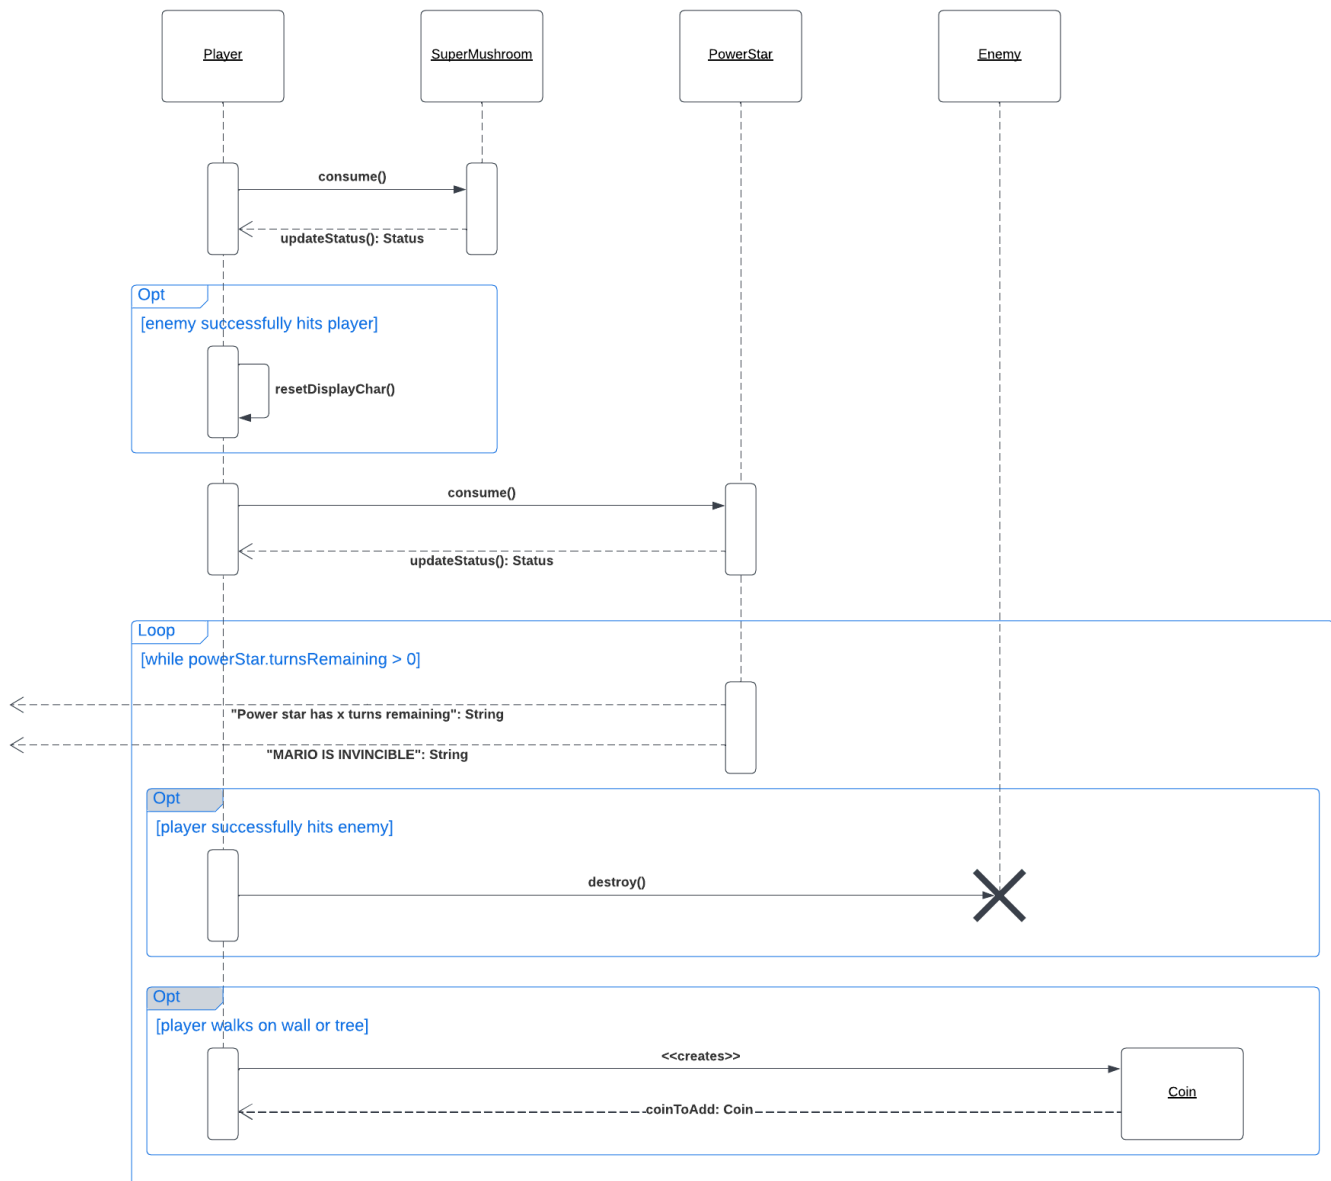 Player
SuperMushroom
PowerStar
Enemy
consume()
updateStatus(): Status
Opt
[enemy successfully hits player]
resetDisplayChar()
consume()
updateStatus(): Status
Loop
[while powerStar.turnsRemaining > 0]
"Power star has x turns remaining": String
"MARIO IS INVINCIBLE": String
Opt
[player successfully hits enemy]
destroy()
Opt
[player walks on wall or tree]
<<creates>>
Coin
coinToAdd: Coin